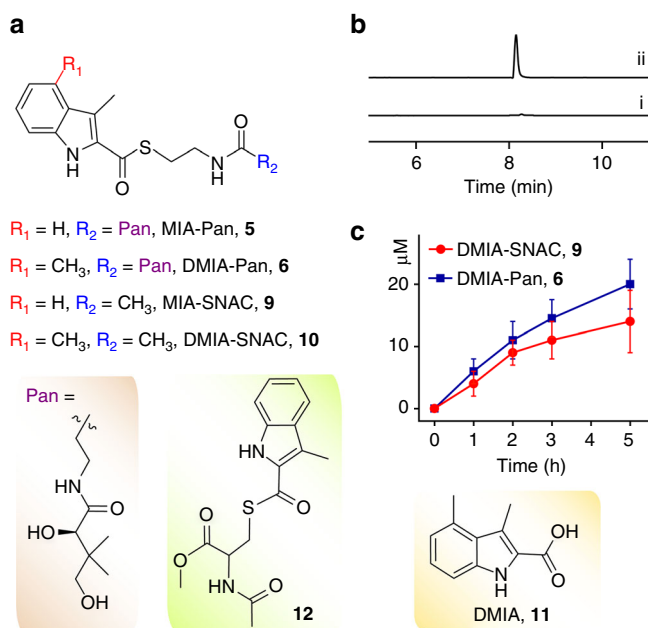 a
R₁
NH
O
S
N
H
O
R₂
R₁ = H, R₂ = Pan, MIA-Pan, 5
R₁ = CH₃, R₂ = Pan, DMIA-Pan, 6
R₁ = H, R₂ = CH₃, MIA-SNAC, 9
R₁ = CH₃, R₂ = CH₃, DMIA-SNAC, 10
Pan =
NH
O
HO
OH
HN
S
O
O
O
N
H
O
12
b
ii
i
6
8
10
Time (min)
c
μM
DMIA-SNAC, 9
DMIA-Pan, 6
20
10
0
0
1
2
3
4
5
Time (h)
OH
O
N
H
DMIA, 11